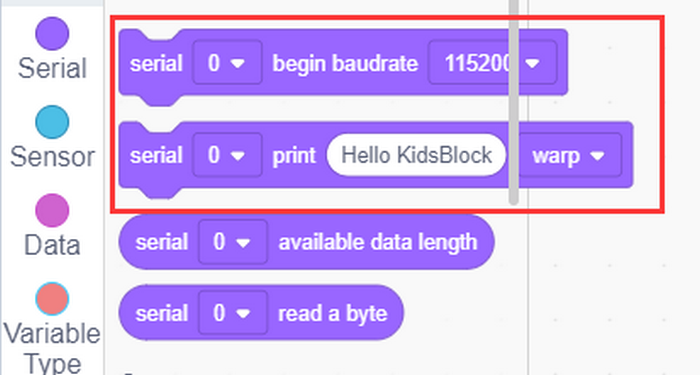 Serial
Sensor
Data
Variable
Type
serial 0 begin baudrate 115200
serial 0 print Hello KidsBlock warp
serial 0 available data length
serial 0 read a byte